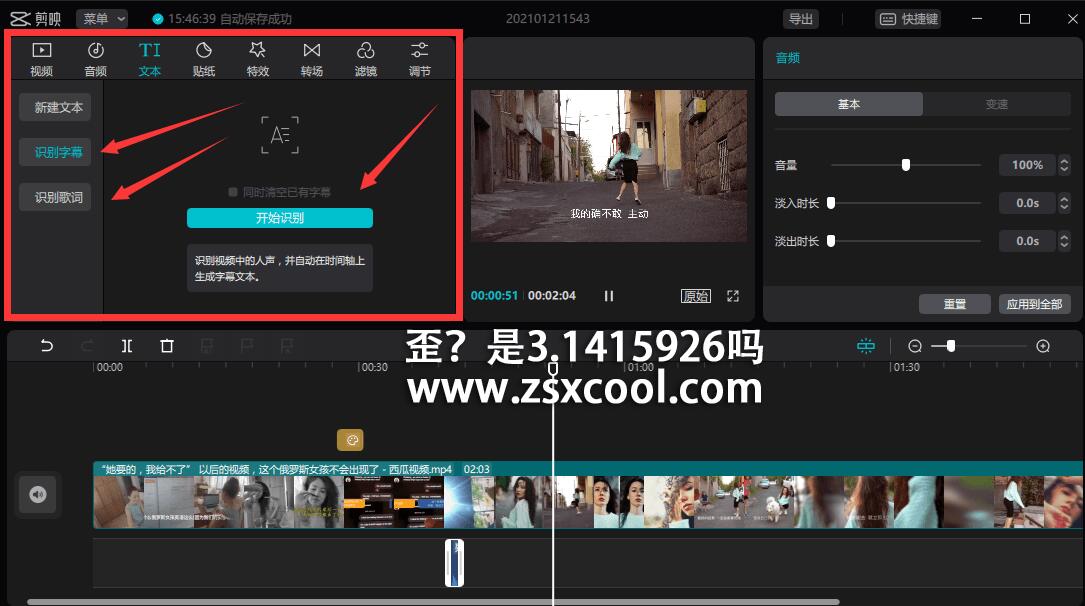 剪映 菜单 15:46:39 自动保存成功 202101211543 导出 快捷键
视频 音频 TI 文本 贴纸 特效 转场 滤镜 调节
新建文本
识别字幕
识别歌词
同时清空已有字幕
开始识别
识别视频中的人声，并自动在时间轴上
生成字幕文本。
我的确不敢 主动
00:00:51 00:02:04 原始
音频
基本 变速
音量 100%
淡入时长 0.0s
淡出时长 0.0s
重置 应用到全部
歪？是3.1415926吗
www.zsxcool.com
00:00 00:30 01:00 01:30
“她要的，我给不了” 以后的视频，这个俄罗斯女孩不会出现了 - 西瓜视频.mp4 02:03